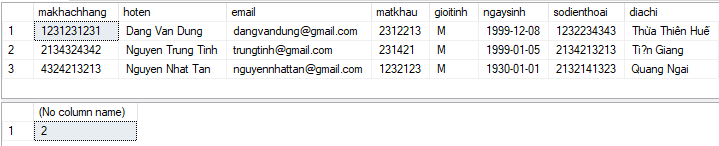 makhachhang hoten email matkhau gioitinh ngaysinh sodienthoai diachi
1 1231231231 Dang Van Dung dangvandung@gmail.com 2312213 M 1999-12-08 1232234343 Thừa Thiên Huế
2 2134324342 Nguyen Trung Tinh trungtinh@gmail.com 231421 M 1999-01-05 2134213213 Ti?n Giang
3 4324213213 Nguyen Nhat Tan nguyennhattan@gmail.com 1232123 M 1930-01-01 2132141323 Quang Ngai
(No column name)
1 2